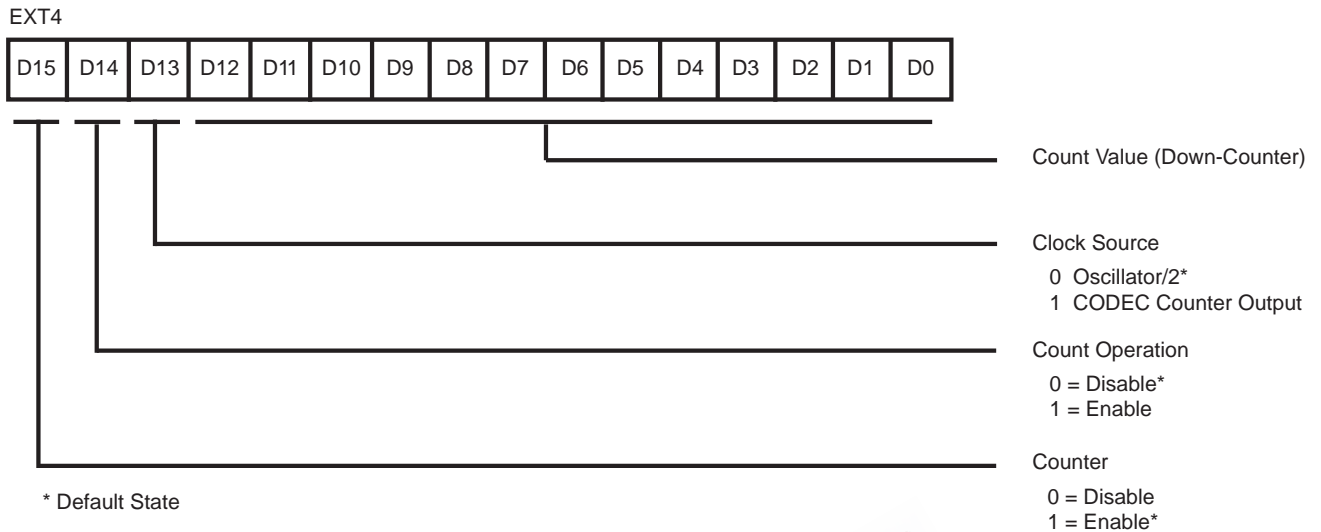 EXT4
D15 D14 D13 D12 D11 D10 D9 D8 D7 D6 D5 D4 D3 D2 D1 D0
Count Value (Down-Counter)
Clock Source
0 Oscillator/2*
1 CODEC Counter Output
Count Operation
0 = Disable*
1 = Enable
Counter
0 = Disable
1 = Enable*
* Default State